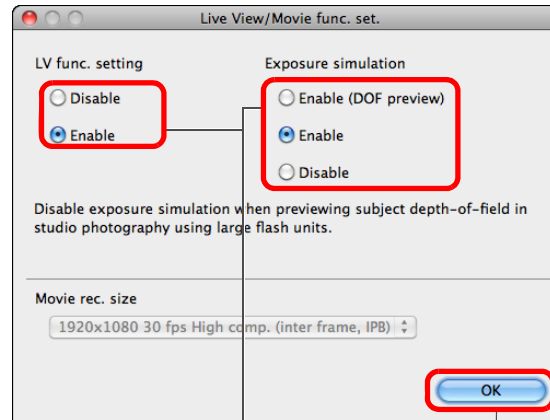 Live View/Movie func. set.
LV func. setting
Disable
Enable
Exposure simulation
Enable (DOF preview)
Enable
Disable
Disable exposure simulation when previewing subject depth-of-field in
studio photography using large flash units.
Movie rec. size
1920x1080 30 fps High comp. (inter frame, IPB)
OK